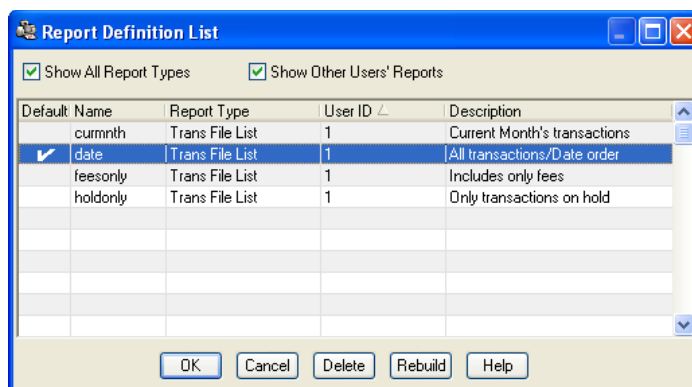 Report Definition List
Show All Report Types Show Other Users' Reports
Default Name Report Type User ID Description
curmnth Trans File List 1 Current Month's transactions
date Trans File List 1 All transactions/Date order
feesonly Trans File List 1 Includes only fees
holdonly Trans File List 1 Only transactions on hold
OK Cancel Delete Rebuild Help